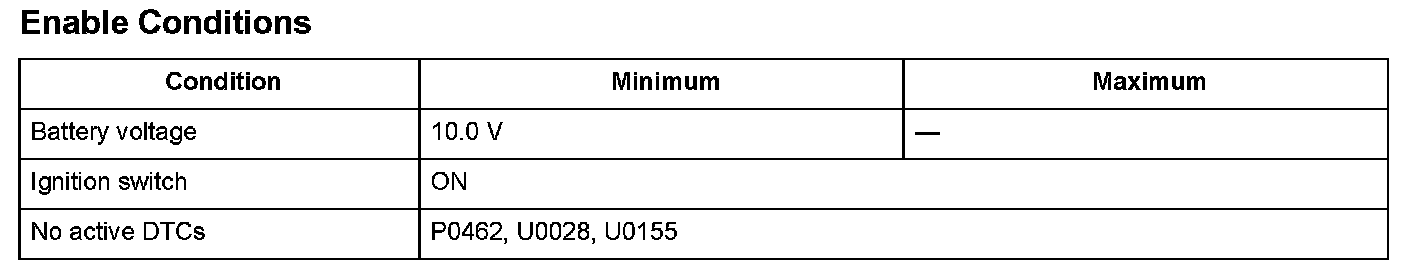 Enable Conditions
Condition Minimum Maximum
Battery voltage 10.0 V —
Ignition switch ON
No active DTCs P0462, U0028, U0155